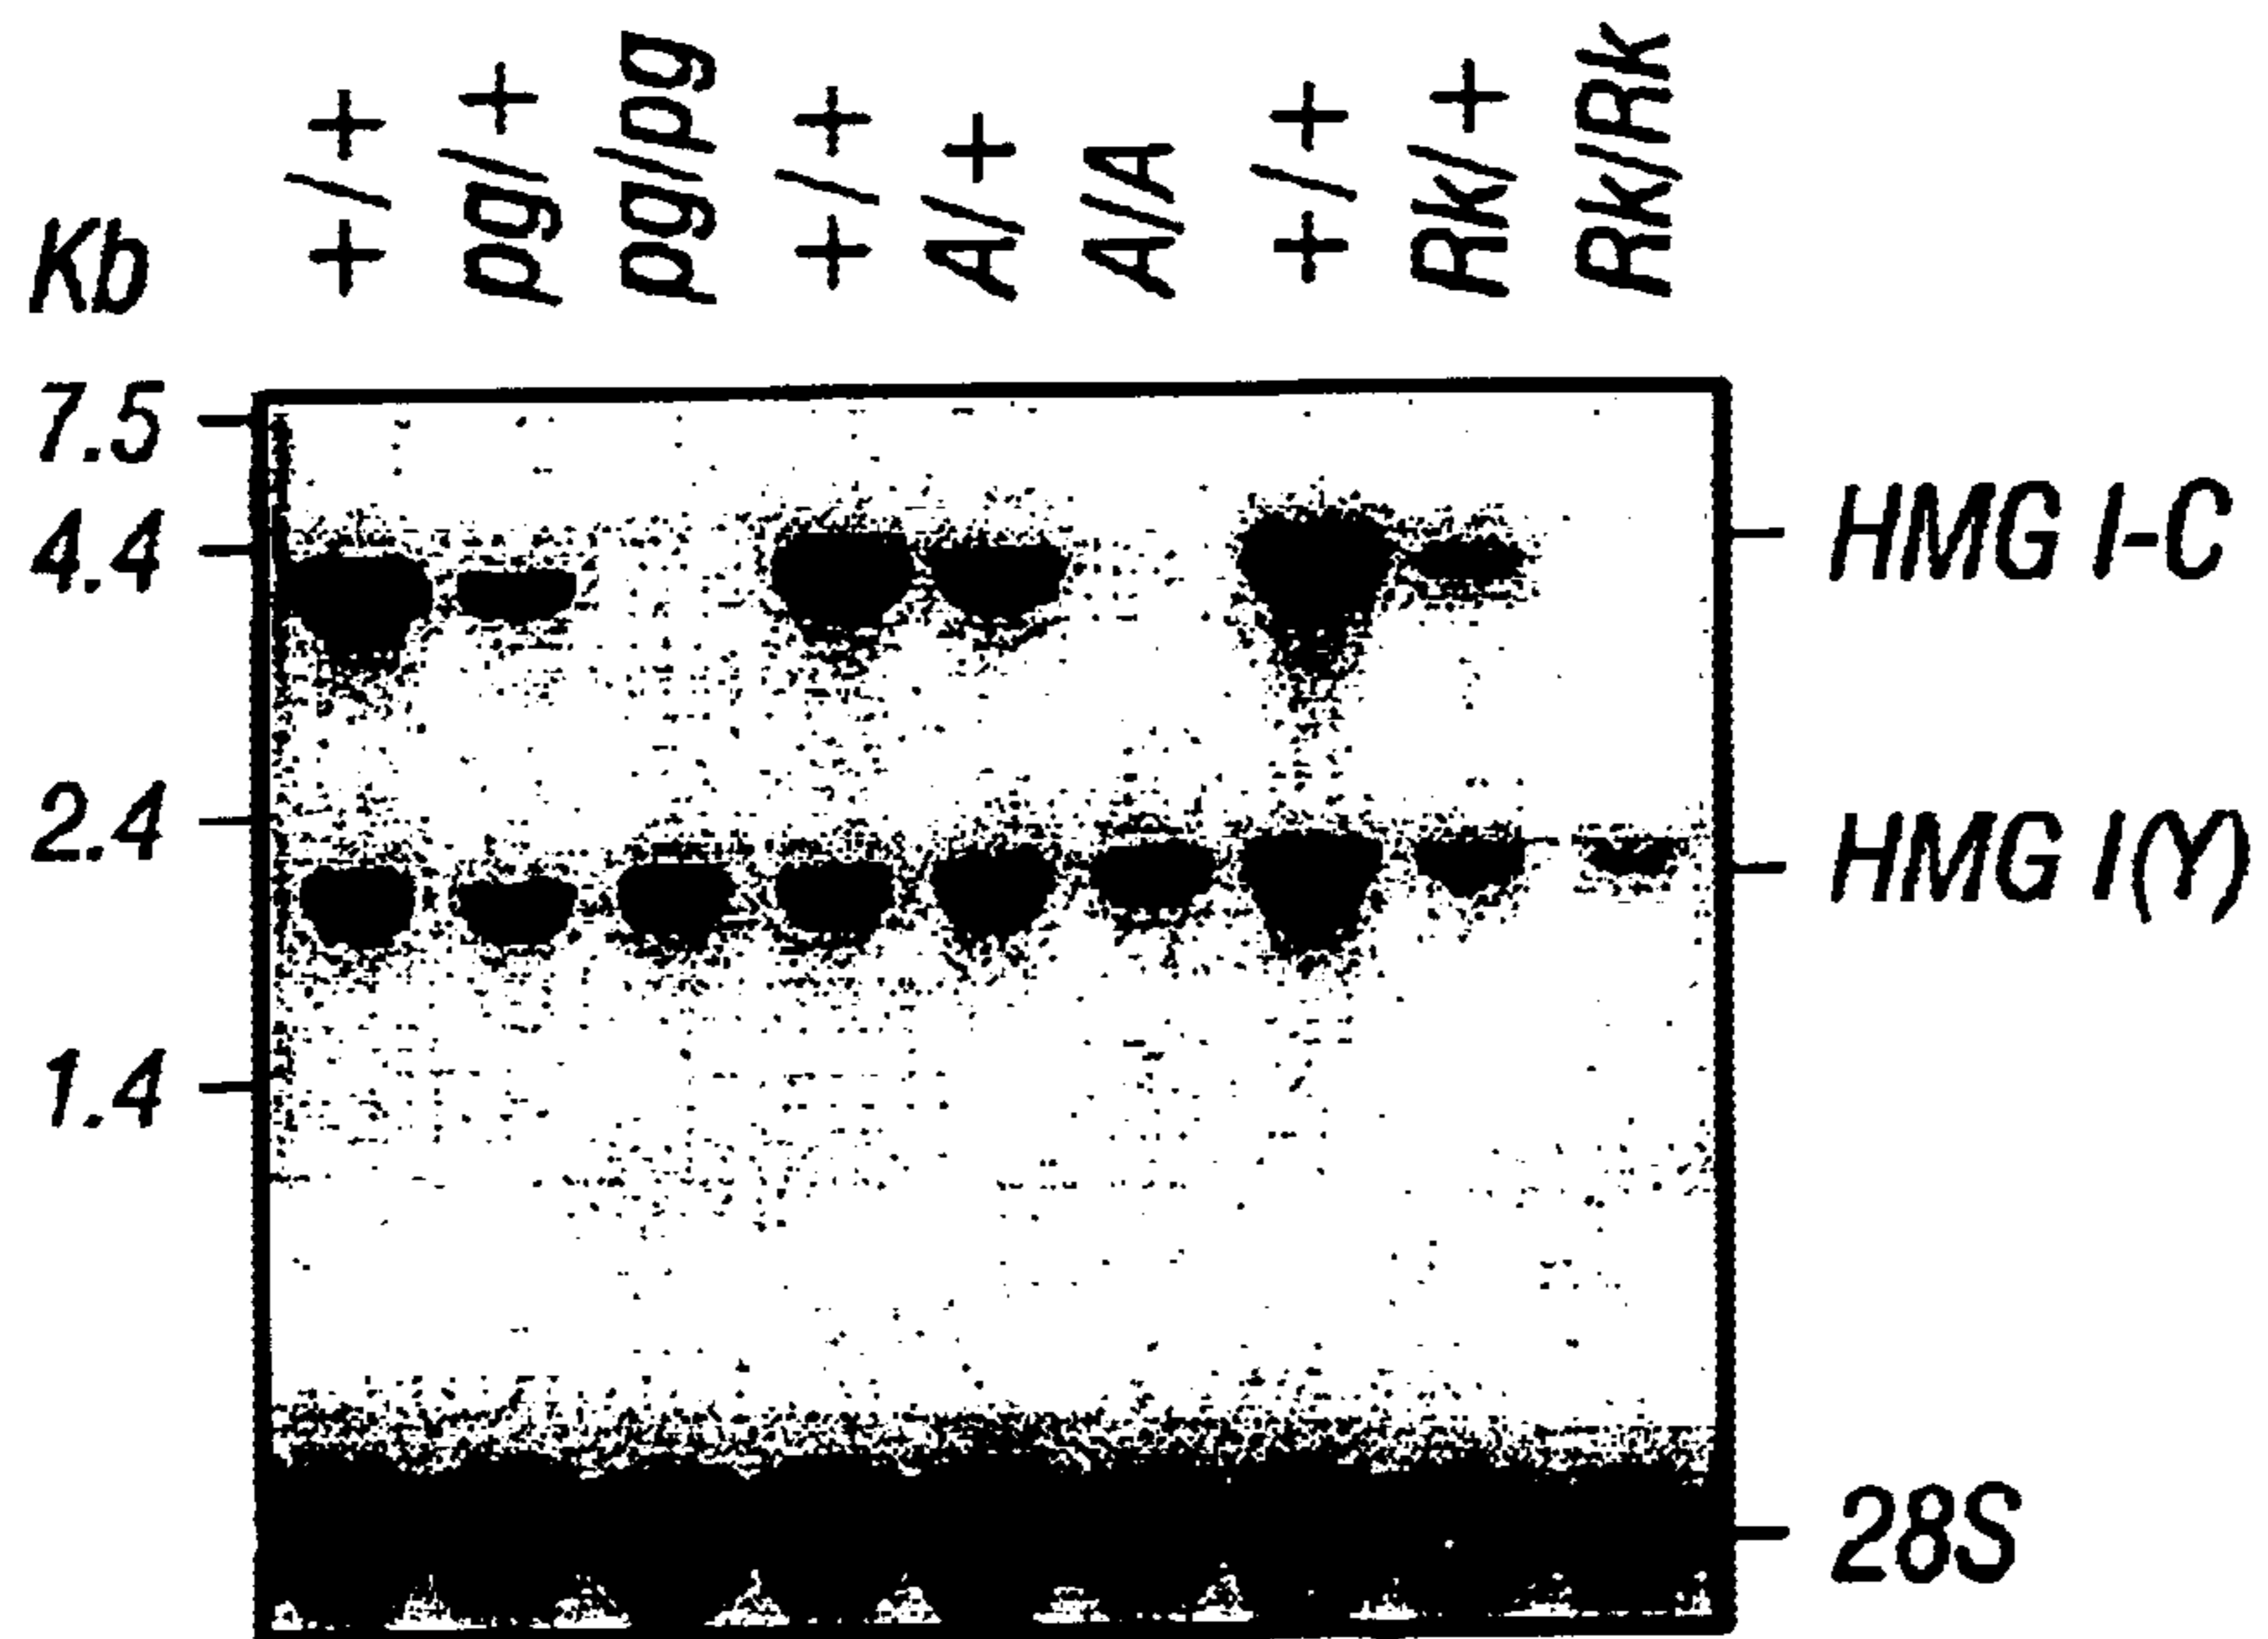 Kb
+/+ pg/+ pg/pg +/+ A/+ A/A +/+ Rk/+ Rk/Rk
7.5
4.4
HMG I-C
2.4
HMG I(Y)
1.4
28S